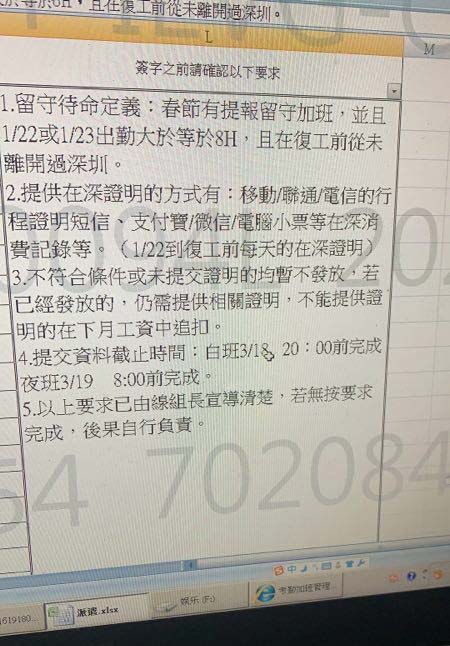 且在復工前從未離開過深圳。
L
M
簽字之前請確認以下要求
1.留守待命定義：春節有提報留守加班，並且
1/22或1/23出勤大於等於8H，且在復工前從未
離開過深圳。
2.提供在深證明的方式有：移動/聯通/電信的行
程證明短信；支付寶/微信/電腦小票等在深消
費記錄等。（1/22到復工前每天的在深證明）
3.不符合條件或未提交證明的均暫不發放，若
已經發放的，仍需提供相關證明，不能提供證
明的在下月工資中追扣。
4.提交資料截止時間：白班3/18 20：00前完成
夜班3/19 8:00前完成。
5.以上要求已由線組長宣導清楚，若無按要求
完成，後果自行負責。
702084
中
派遣.xlsx
娱乐 (F:)
考勤加班管理...